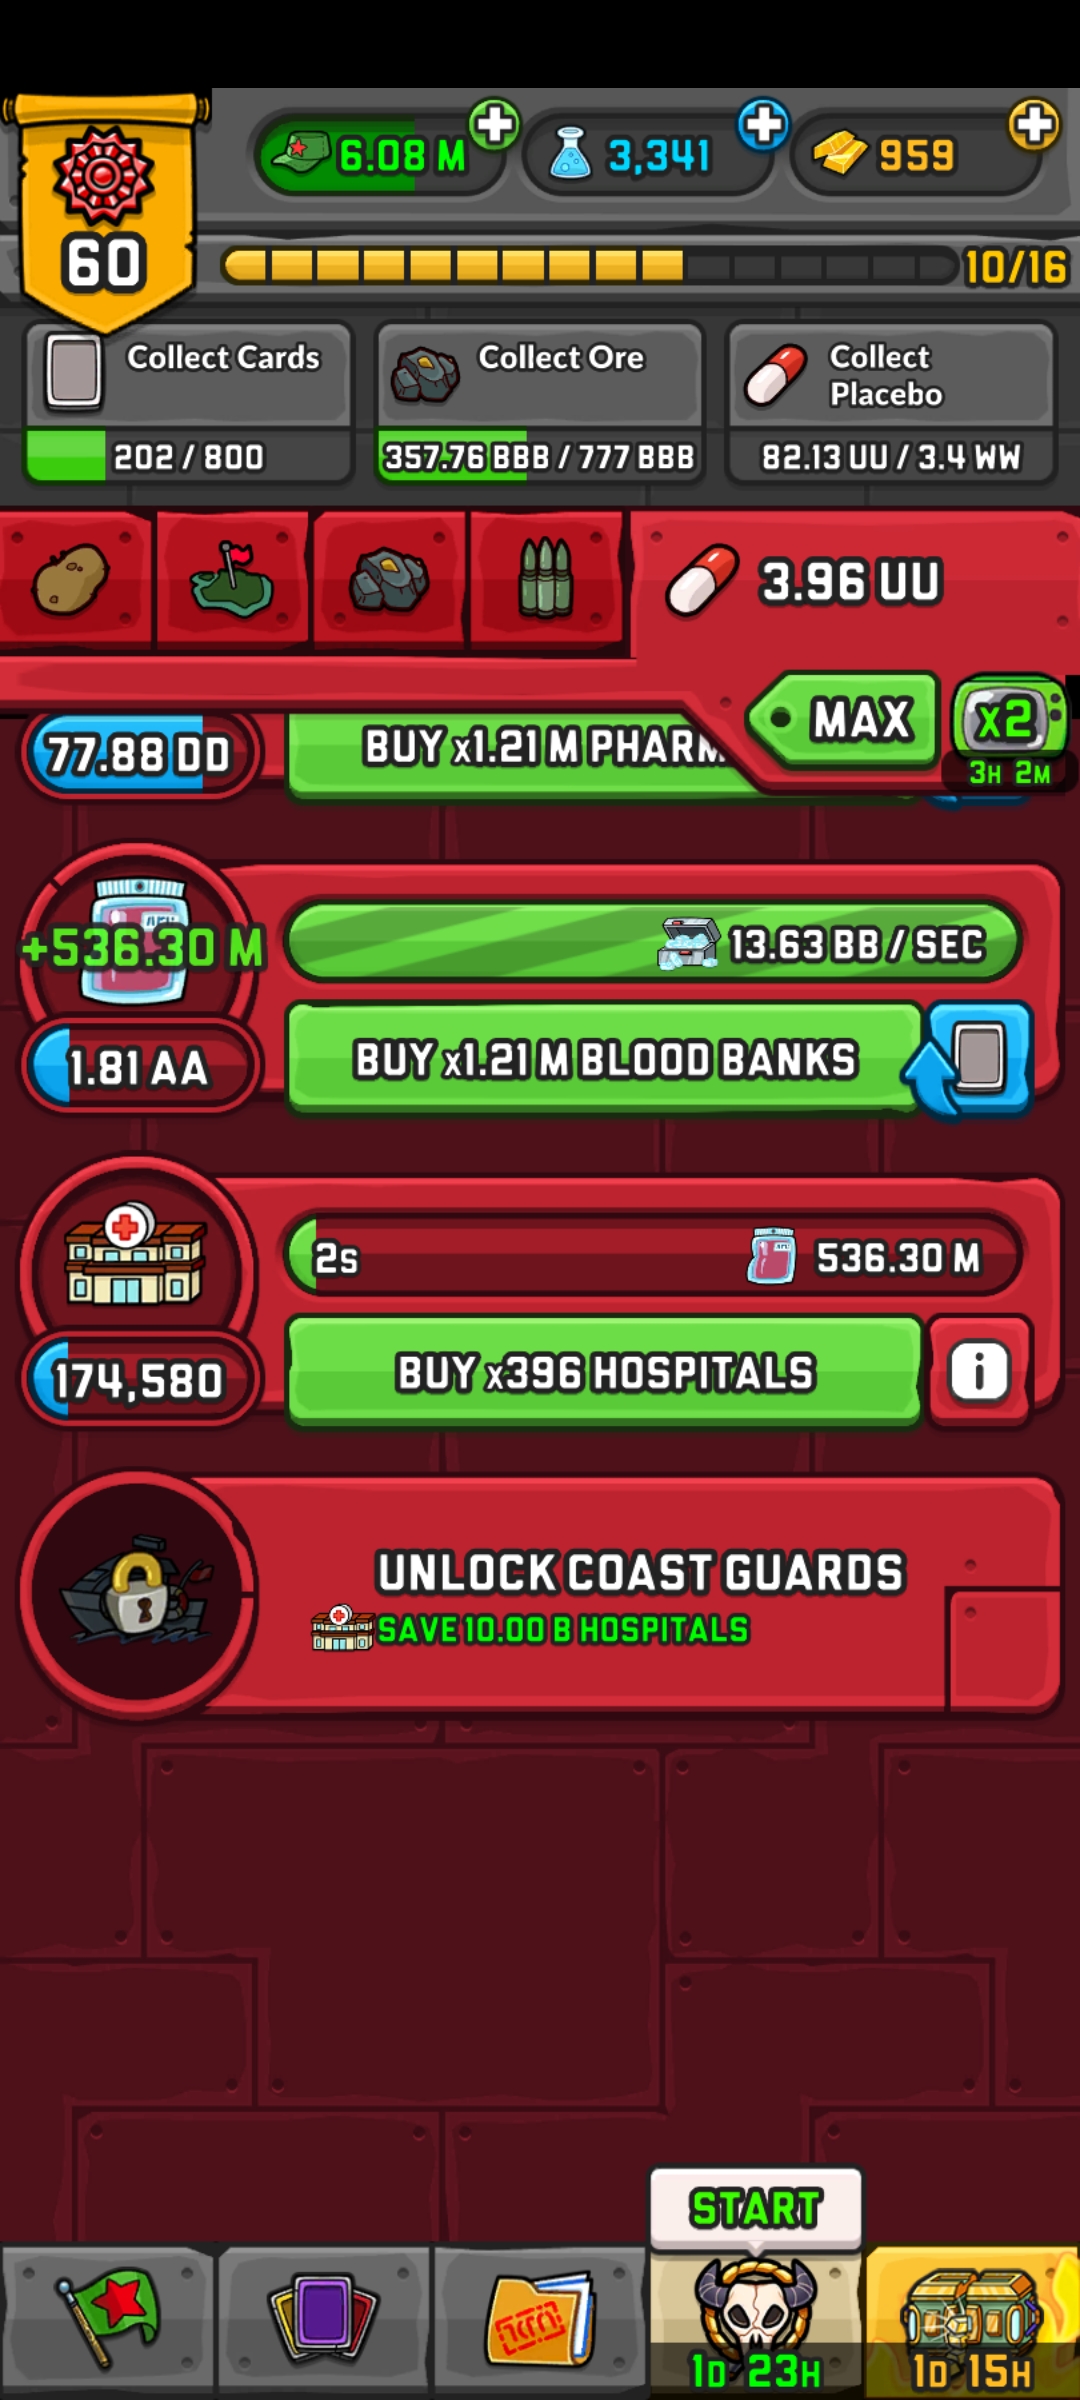 60
6.08 M
3,341
959
10/16
Collect Cards
202 / 800
Collect Ore
357.76 BBB / 777 BBB
Collect
Placebo
82.13 UU / 3.4 WW
3.96 UU
MAX
x2
3H 2M
77.88 DD
BUY x1.21 M PHARM
+536.30 M
13.63 BB / SEC
1.81 AA
BUY x1.21 M BLOOD BANKS
2s
536.30 M
174,580
BUY x396 HOSPITALS
i
UNLOCK COAST GUARDS
SAVE 10.00 B HOSPITALS
START
1D 23H
1D 15H